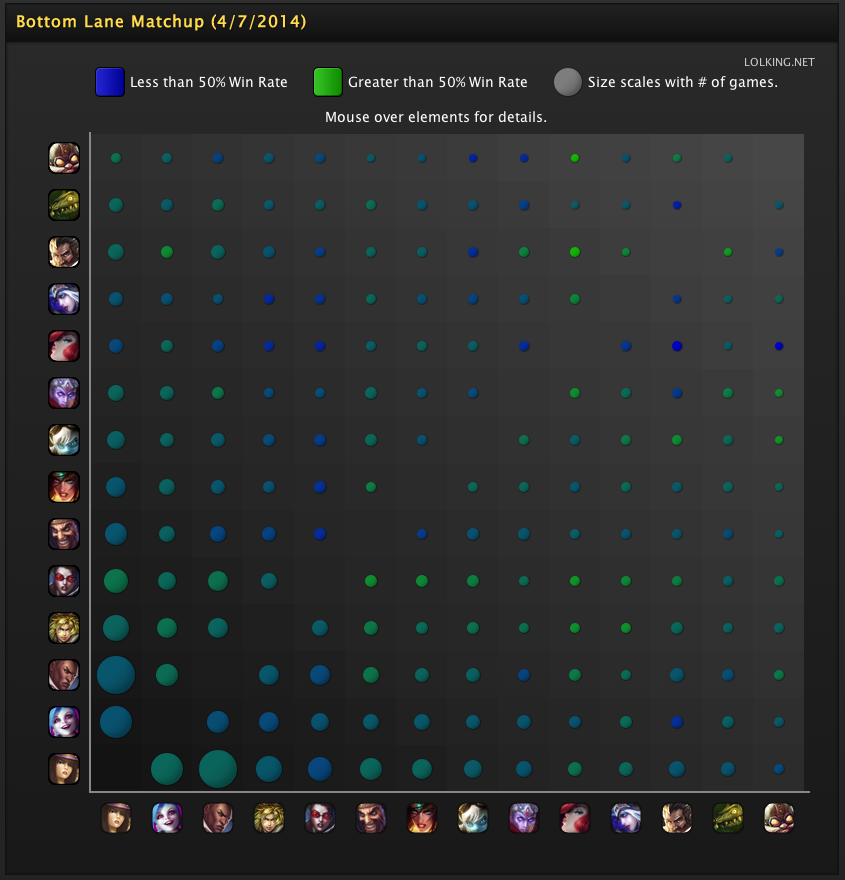 Bottom Lane Matchup (4/7/2014)
LOLKING.NET
Less than 50% Win Rate
Greater than 50% Win Rate
Size scales with # of games.
Mouse over elements for details.